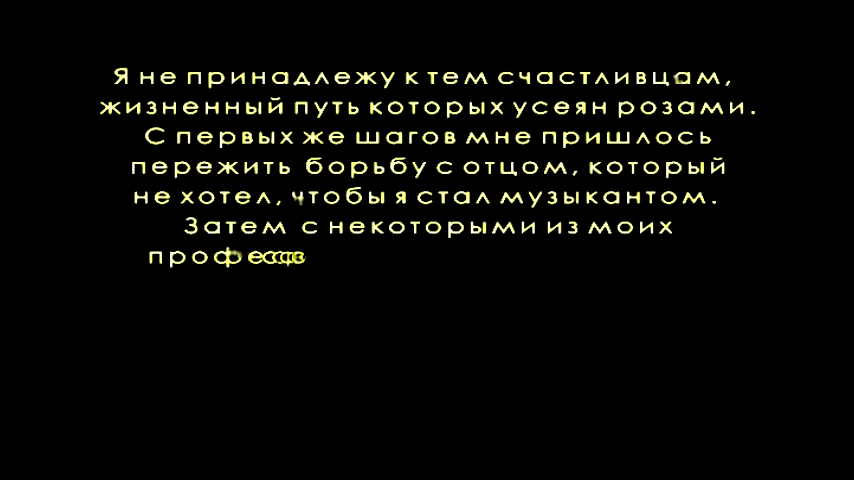 Я не принадлежу к тем счастливцам,
жизненный путь которых усеян розами.
С первых же шагов мне пришлось
пережить борьбу с отцом, который
не хотел, чтобы я стал музыкантом.
Затем с некоторыми из моих